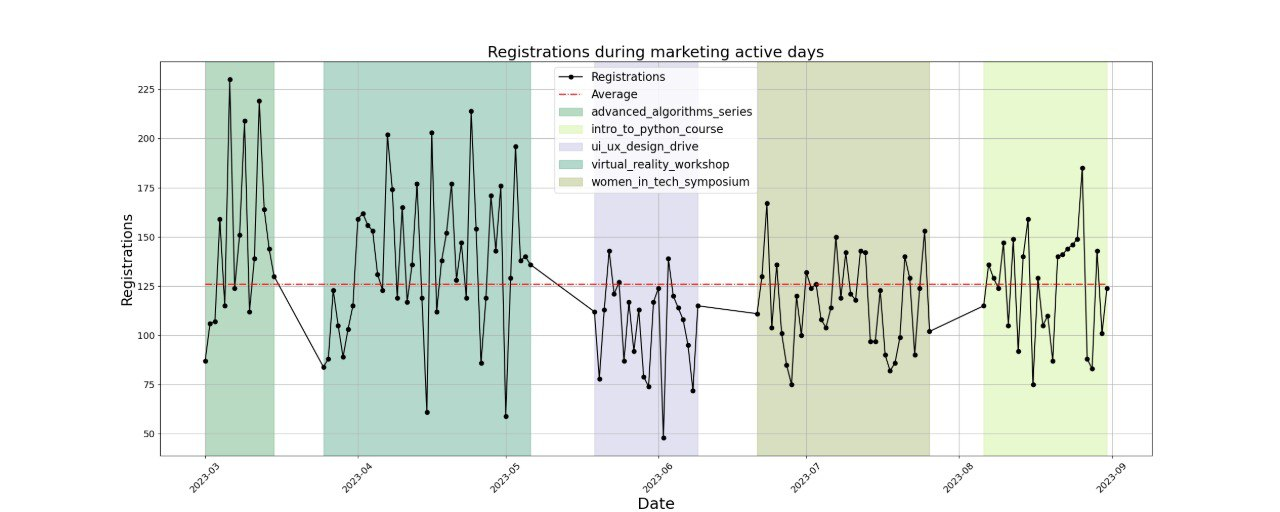 Registrations during marketing active days
Registrations
Average
advanced_algorithms_series
intro_to_python_course
ui_ux_design_drive
virtual_reality_workshop
women_in_tech_symposium
Registrations
225
200
175
150
125
100
75
50
2023-03
2023-04
2023-05
2023-06
2023-07
2023-08
2023-09
Date